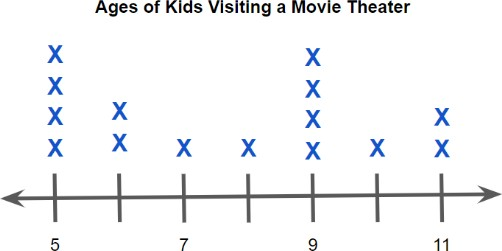 Ages of Kids Visiting a Movie Theater
X X
X X
X X X X
X X X X X X X
5 7 9 11